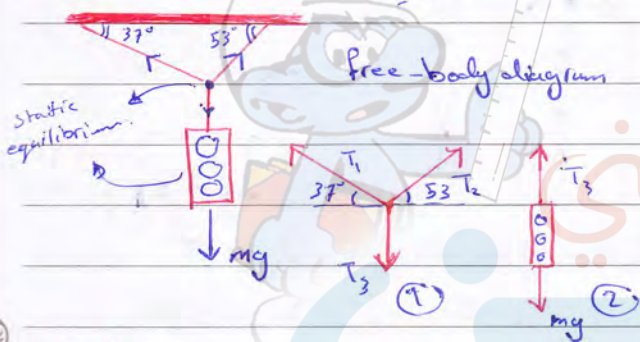 37° 53°
free-body diagram
static
equilibrium.
mg
T₁ T₂
37° 53
T₃
①
T₃
mg
②